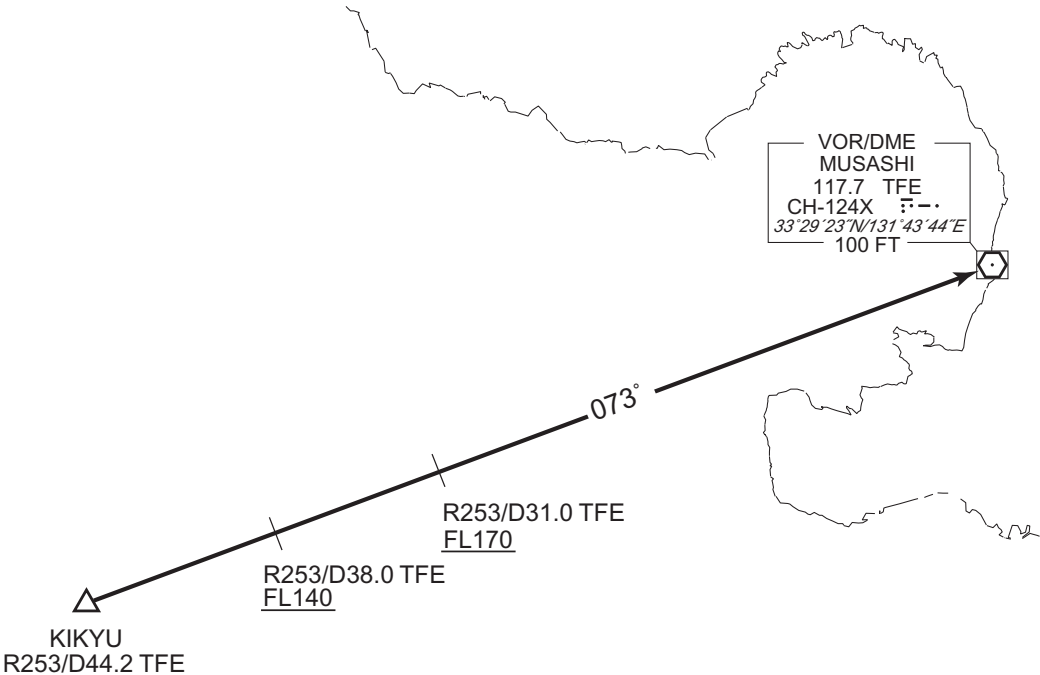 VOR/DME
MUSASHI
117.7 TFE
CH-124X
33°29´23˝N/131°43´44˝E
100 FT
073°
R253/D31.0 TFE
FL170
R253/D38.0 TFE
FL140
KIKYU
R253/D44.2 TFE